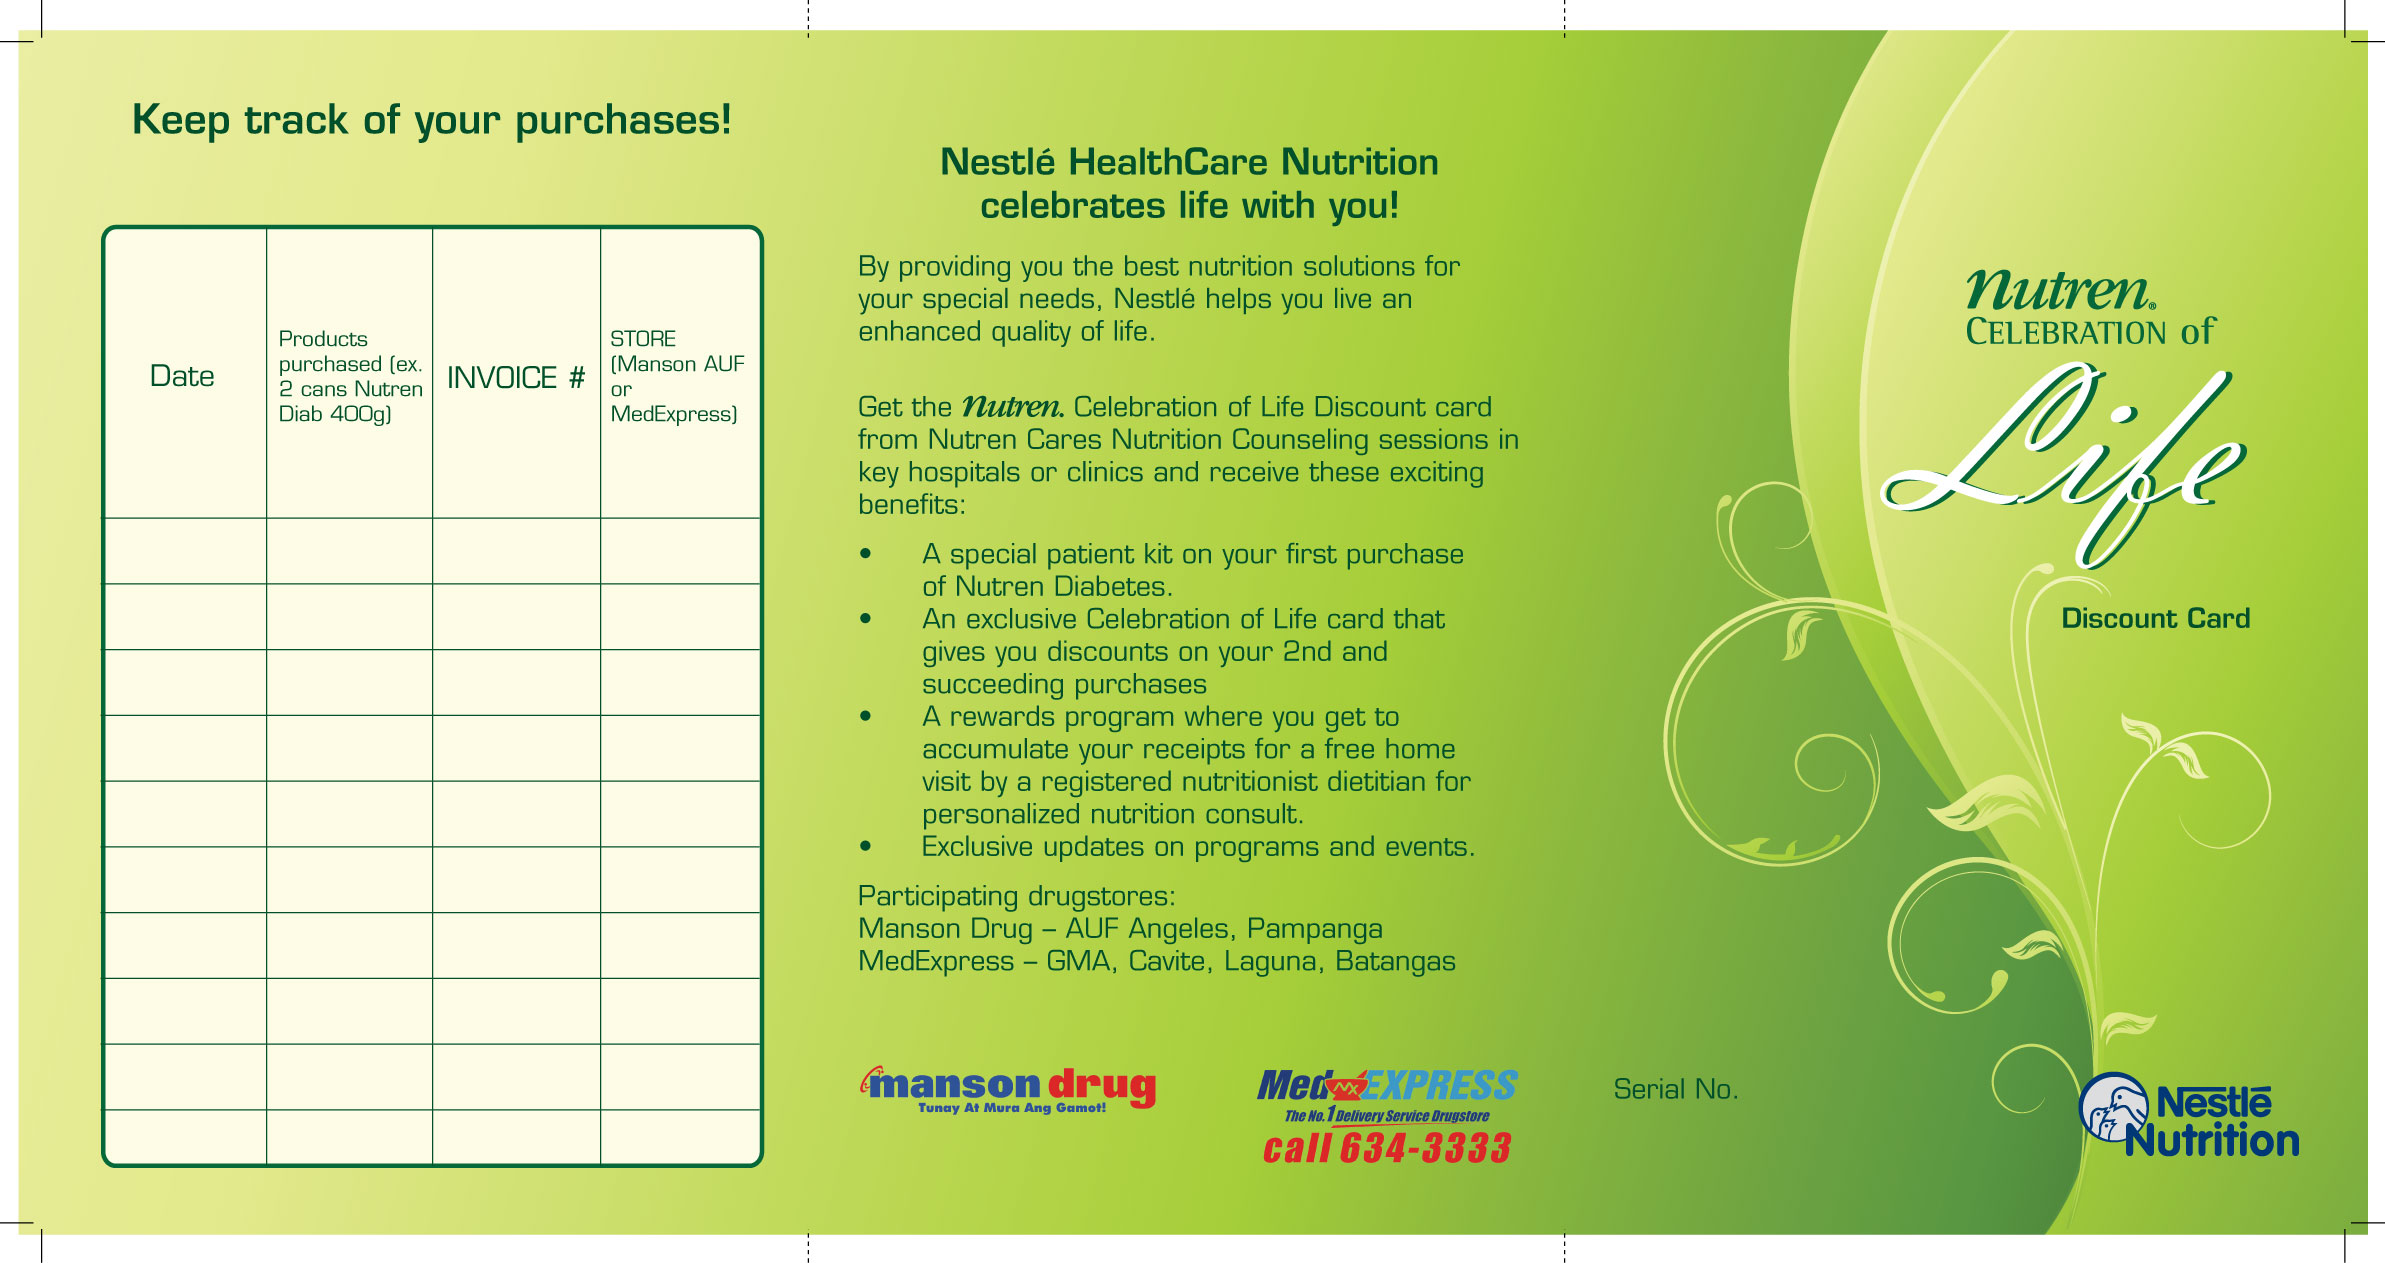 Keep track of your purchases!
Date
Products
purchased (ex.
2 cans Nutren
Diab 400g)
INVOICE #
STORE
(Manson AUF
or
MedExpress)
Nestlé HealthCare Nutrition
celebrates life with you!
By providing you the best nutrition solutions for
your special needs, Nestlé helps you live an
enhanced quality of life.
Get the nutren. Celebration of Life Discount card
from Nutren Cares Nutrition Counseling sessions in
key hospitals or clinics and receive these exciting
benefits:
• A special patient kit on your first purchase
of Nutren Diabetes.
• An exclusive Celebration of Life card that
gives you discounts on your 2nd and
succeeding purchases
• A rewards program where you get to
accumulate your receipts for a free home
visit by a registered nutritionist dietitian for
personalized nutrition consult.
• Exclusive updates on programs and events.
Participating drugstores:
Manson Drug – AUF Angeles, Pampanga
MedExpress – GMA, Cavite, Laguna, Batangas
manson drug
Tunay At Mura Ang Gamot!
Med MX EXPRESS
The No.1 Delivery Service Drugstore
call 634-3333
nutren®
CELEBRATION of
Life
Discount Card
Serial No.
Nestlé
Nutrition